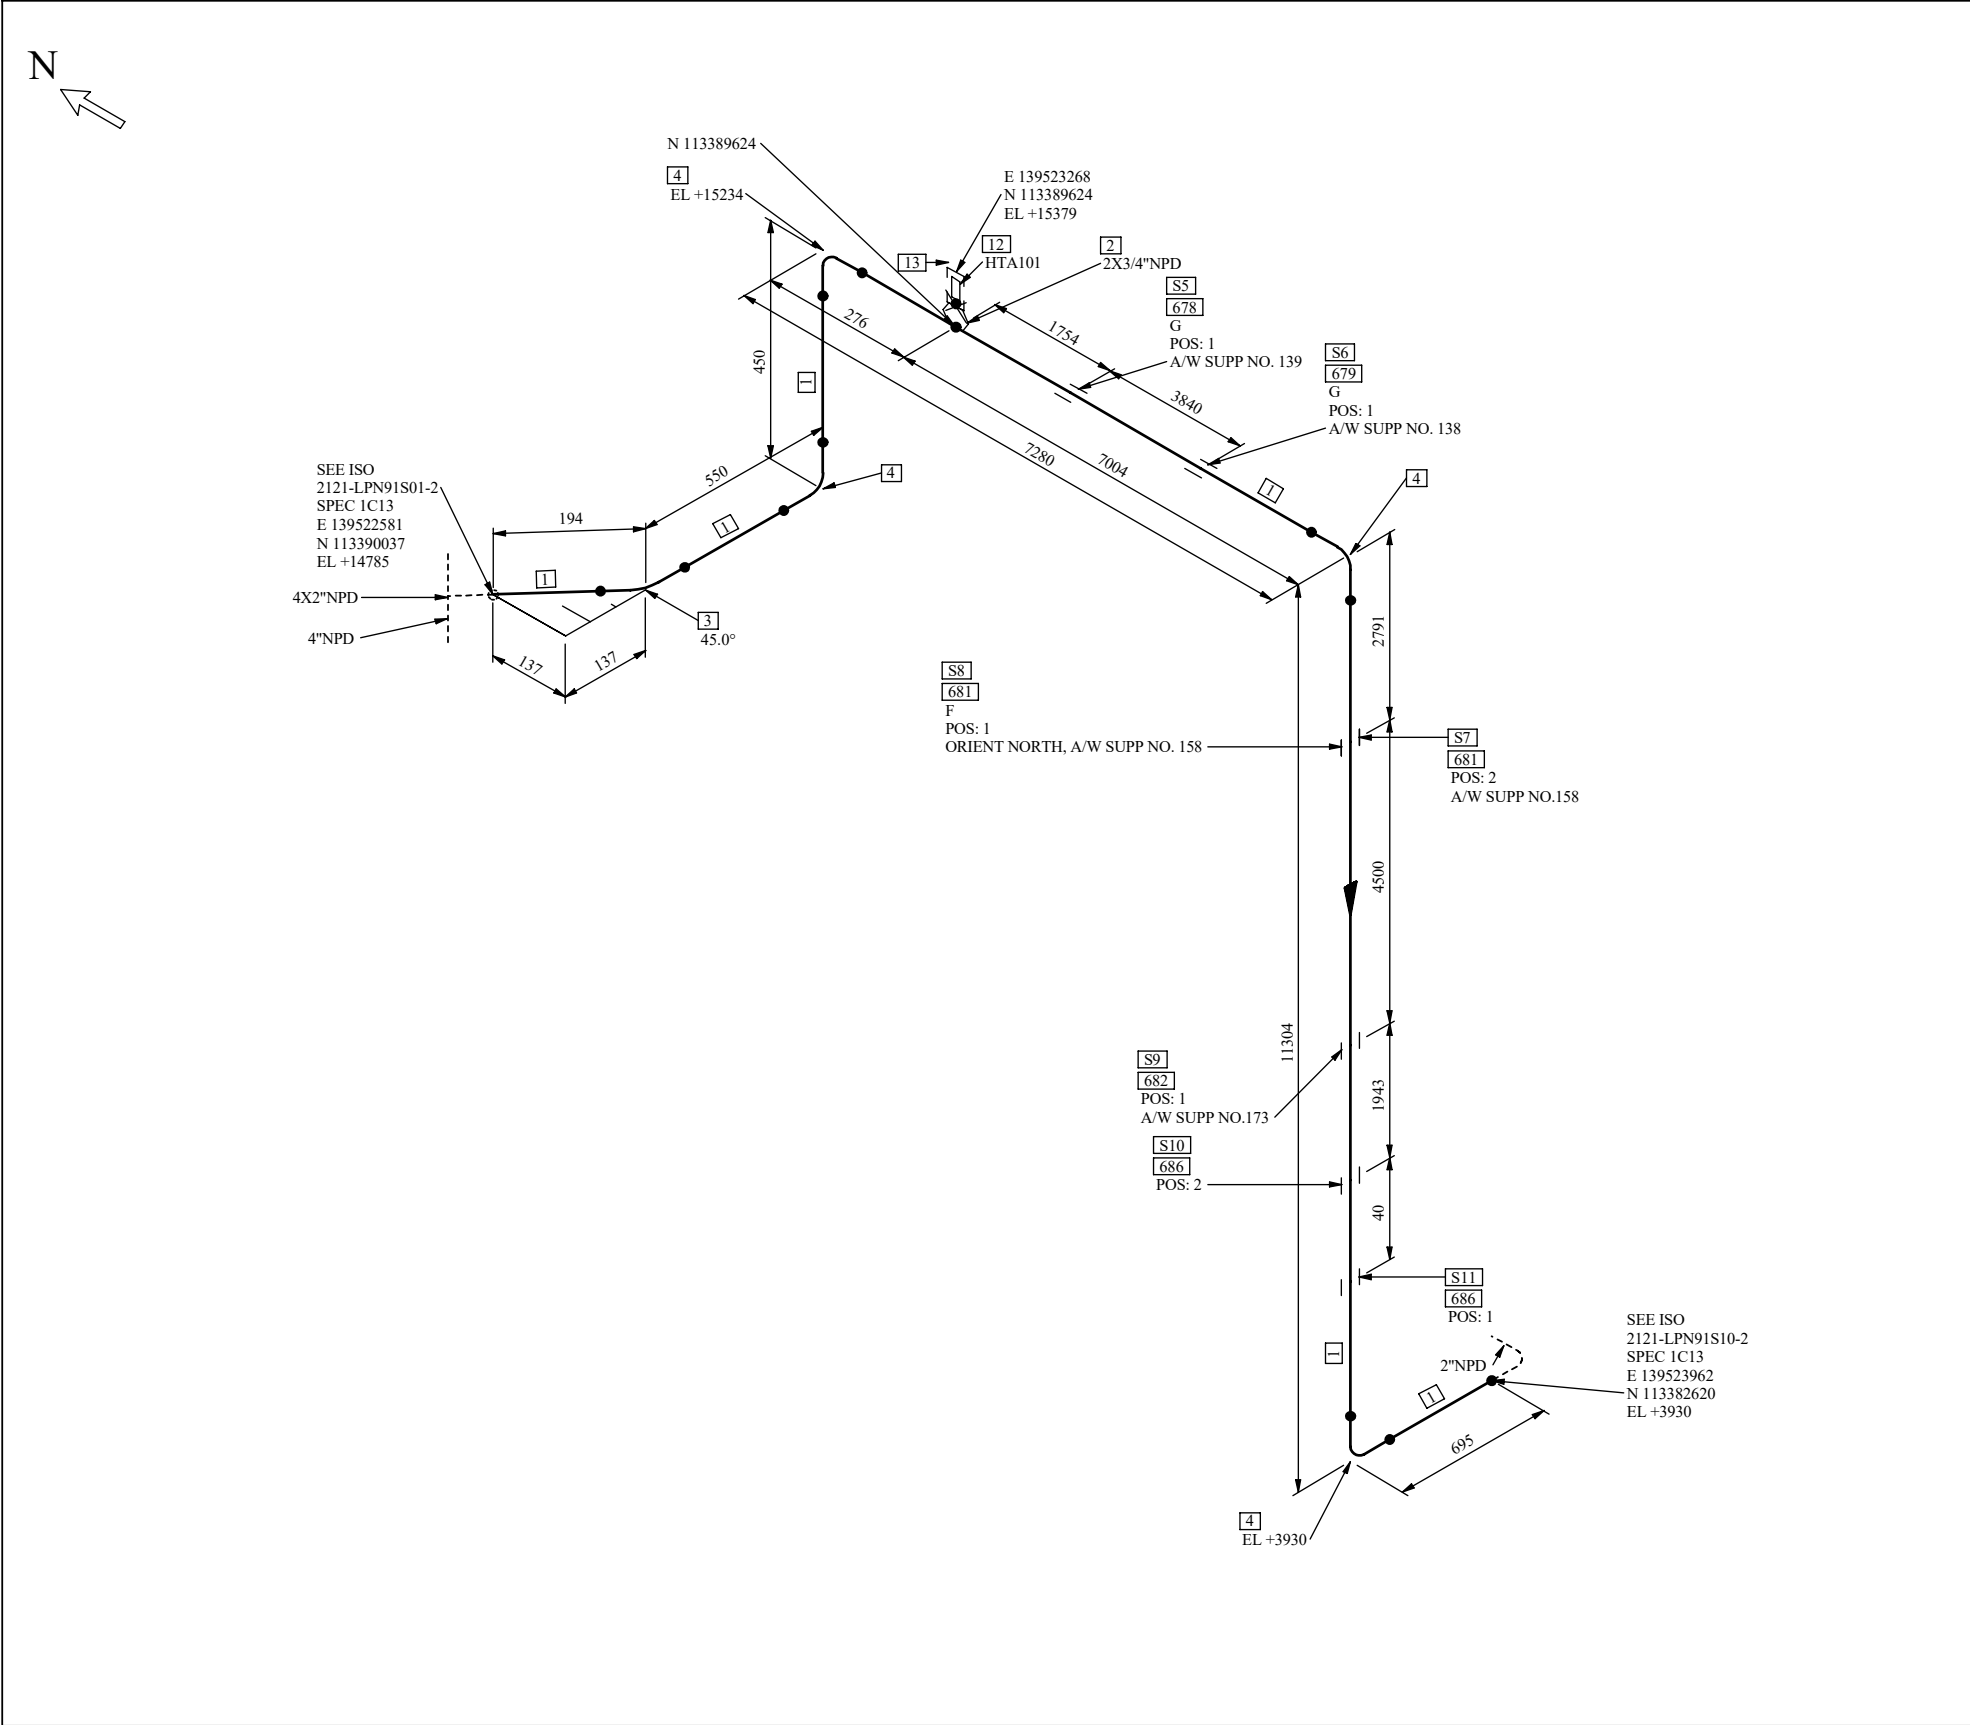 N
N 113389624
4
EL +15234
E 139523268
N 113389624
EL +15379
13
12
HTA101
2
2X3/4"NPD
S5
678
G
POS: 1
A/W SUPP NO. 139
S6
679
G
POS: 1
A/W SUPP NO. 138
276
1754
3840
450
1
7280
7004
1
4
SEE ISO
2121-LPN91S01-2
SPEC 1C13
E 139522581
N 113390037
EL +14785
550
4
194
1
1
4X2"NPD
4"NPD
3
45.0°
137
137
2791
S8
681
F
POS: 1
ORIENT NORTH, A/W SUPP NO. 158
S7
681
POS: 2
A/W SUPP NO.158
4500
11304
S9
682
POS: 1
A/W SUPP NO.173
1943
S10
686
POS: 2
40
S11
686
POS: 1
1
2"NPD
SEE ISO
2121-LPN91S10-2
SPEC 1C13
E 139523962
N 113382620
EL +3930
1
695
4
EL +3930